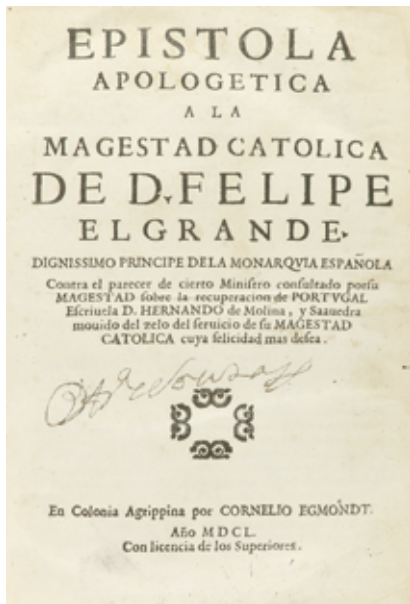 EPISTOLA
APOLOGETICA
A LA
MAGESTAD CATOLICA
DE D. FELIPE
EL GRANDE.
DIGNISSIMO PRINCIPE DE LA MONARQVIA ESPAÑOLA
Contra el parecer de cierto Ministro consultado por su
MAGESTAD sobre la recuperacion de PORTVGAL
Escriuela D. HERNANDO de Molina, y Saauedra
mouido del zelo del seruicio de su MAGESTAD
CATOLICA cuya felicidad mas desea.
En Colonia Agrippina por CORNELIO EGMONDT.
Año MDCL.
Con licencia de los Superiores.